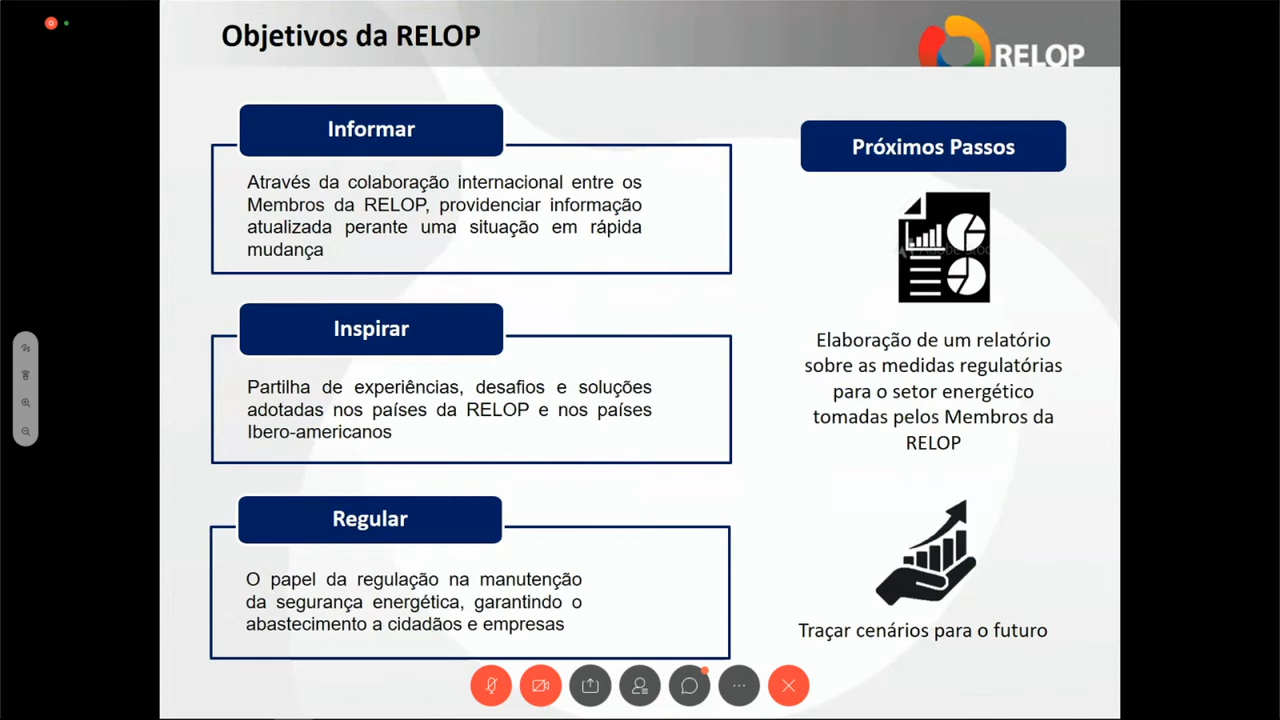 Objetivos da RELOP
RELOP
Informar
Através da colaboração internacional entre os
Membros da RELOP, providenciar informação
atualizada perante uma situação em rápida
mudança
Inspirar
Partilha de experiências, desafios e soluções
adotadas nos países da RELOP e nos países
Ibero-americanos
Regular
O papel da regulação na manutenção
da segurança energética, garantindo o
abastecimento a cidadãos e empresas
Próximos Passos
Elaboração de um relatório
sobre as medidas regulatórias
para o setor energético
tomadas pelos Membros da
RELOP
Traçar cenários para o futuro